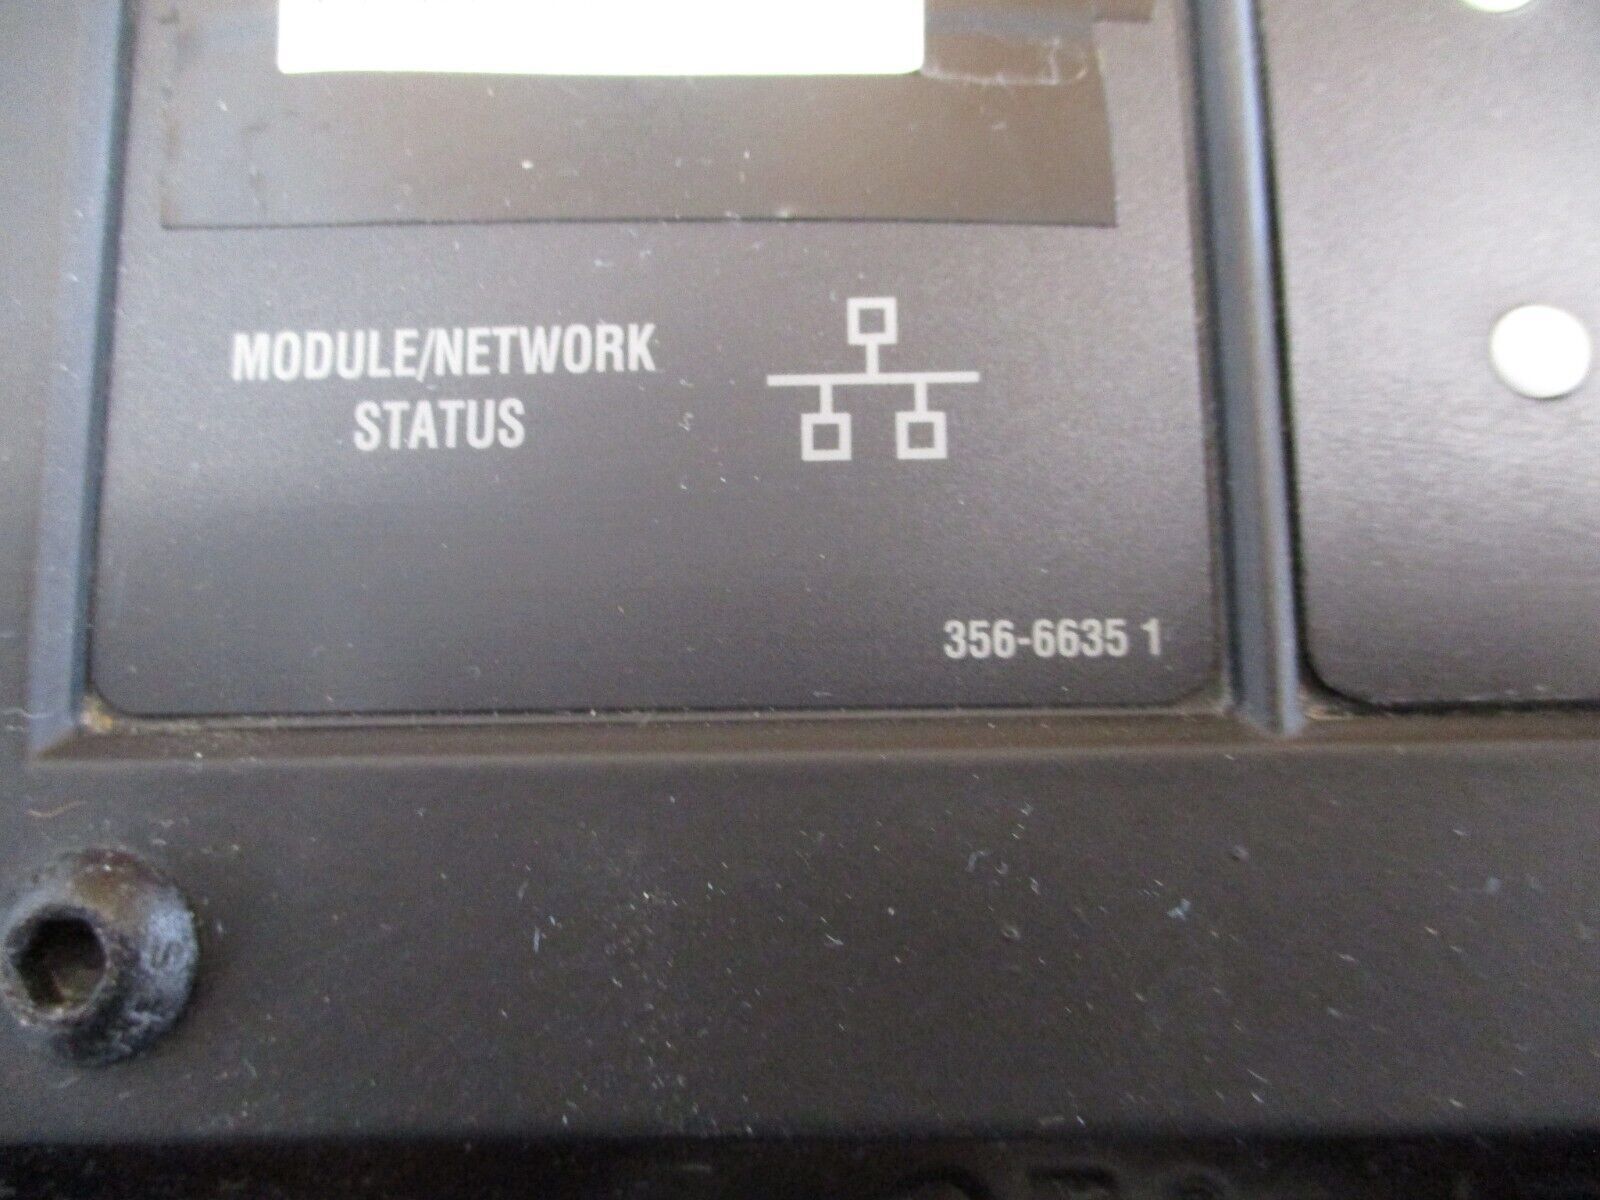 MODULE/NETWORK
STATUS
356-6635 1